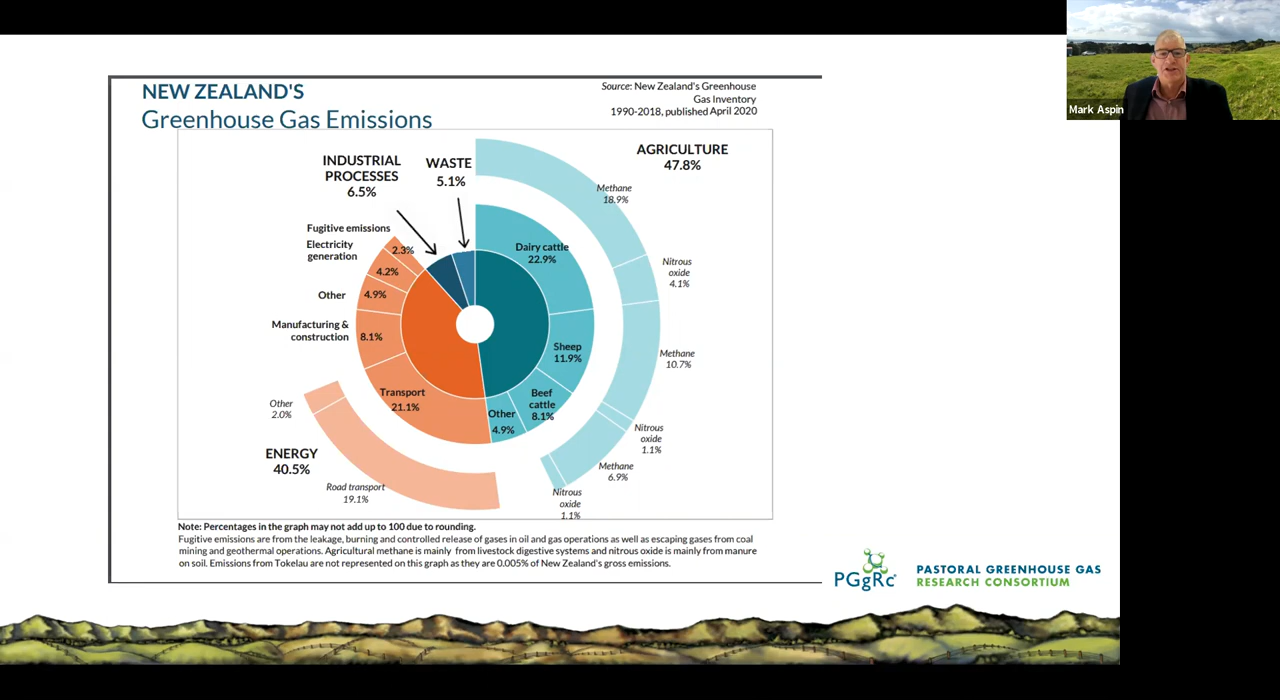 NEW ZEALAND'S
Greenhouse Gas Emissions
Source: New Zealand's Greenhouse
Gas Inventory
1990-2018, published April 2020
Mark Aspin
INDUSTRIAL
PROCESSES
6.5%
WASTE
5.1%
AGRICULTURE
47.8%
Methane
18.9%
Fugitive emissions
2.3%
Electricity
generation
4.2%
Other
4.9%
Manufacturing &
construction
8.1%
Dairy cattle
22.9%
Nitrous
oxide
4.1%
Sheep
11.9%
Methane
10.7%
Transport
21.1%
Beef
cattle
8.1%
Other
4.9%
Other
2.0%
Nitrous
oxide
1.1%
ENERGY
40.5%
Methane
6.9%
Road transport
19.1%
Nitrous
oxide
1.1%
Note: Percentages in the graph may not add up to 100 due to rounding.
Fugitive emissions are from the leakage, burning and controlled release of gases in oil and gas operations as well as escaping gases from coal
mining and geothermal operations. Agricultural methane is mainly from livestock digestive systems and nitrous oxide is mainly from manure
on soil. Emissions from Tokelau are not represented on this graph as they are 0.005% of New Zealand's gross emissions.
PGgRc
PASTORAL GREENHOUSE GAS
RESEARCH CONSORTIUM